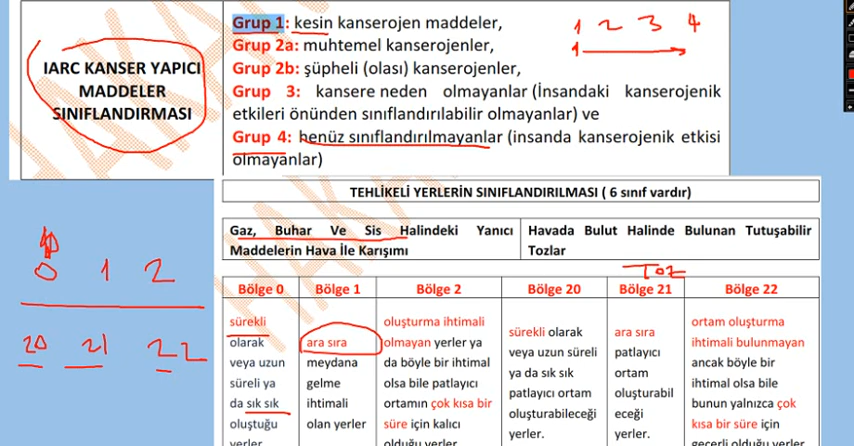 IARC KANSER YAPICI
MADDELER
SINIFLANDIRMASI
Grup 1: kesin kanserojen maddeler,
Grup 2a: muhtemel kanserojenler,
Grup 2b: şüpheli (olası) kanserojenler,
Grup 3: kansere neden olmayanlar (İnsandaki kanserojenik
etkileri önünden sınıflandırılabilir olmayanlar) ve
Grup 4: henüz sınıflandırılmayanlar (insanda kanserojenik etkisi
olmayanlar)
1 2 3 4
1
TEHLİKELİ YERLERİN SINIFLANDIRILMASI ( 6 sınıf vardır)
Gaz, Buhar Ve Sis Halindeki Yanıcı
Maddelerin Hava İle Karışımı
Havada Bulut Halinde Bulunan Tutuşabilir
Tozlar
TOZ
0 1 2
20 21 22
Bölge 0
sürekli
olarak
veya uzun
süreli ya
da sık sık
oluştuğu
yerler
Bölge 1
ara sıra
meydana
gelme
ihtimali
olan yerler
Bölge 2
oluşturma ihtimali
olmayan yerler ya
da böyle bir ihtimal
olsa bile patlayıcı
ortamın çok kısa bir
süre için kalıcı
olduğu yerler
Bölge 20
sürekli olarak
veya uzun süreli
ya da sık sık
patlayıcı ortam
oluşturabileceği
yerler.
Bölge 21
ara sıra
patlayıcı
ortam
oluşturabil
eceği
yerler.
Bölge 22
ortam oluşturma
ihtimali bulunmayan
ancak böyle bir
ihtimal olsa bile
bunun yalnızca çok
kısa bir süre için
geçerli olduğu yerler